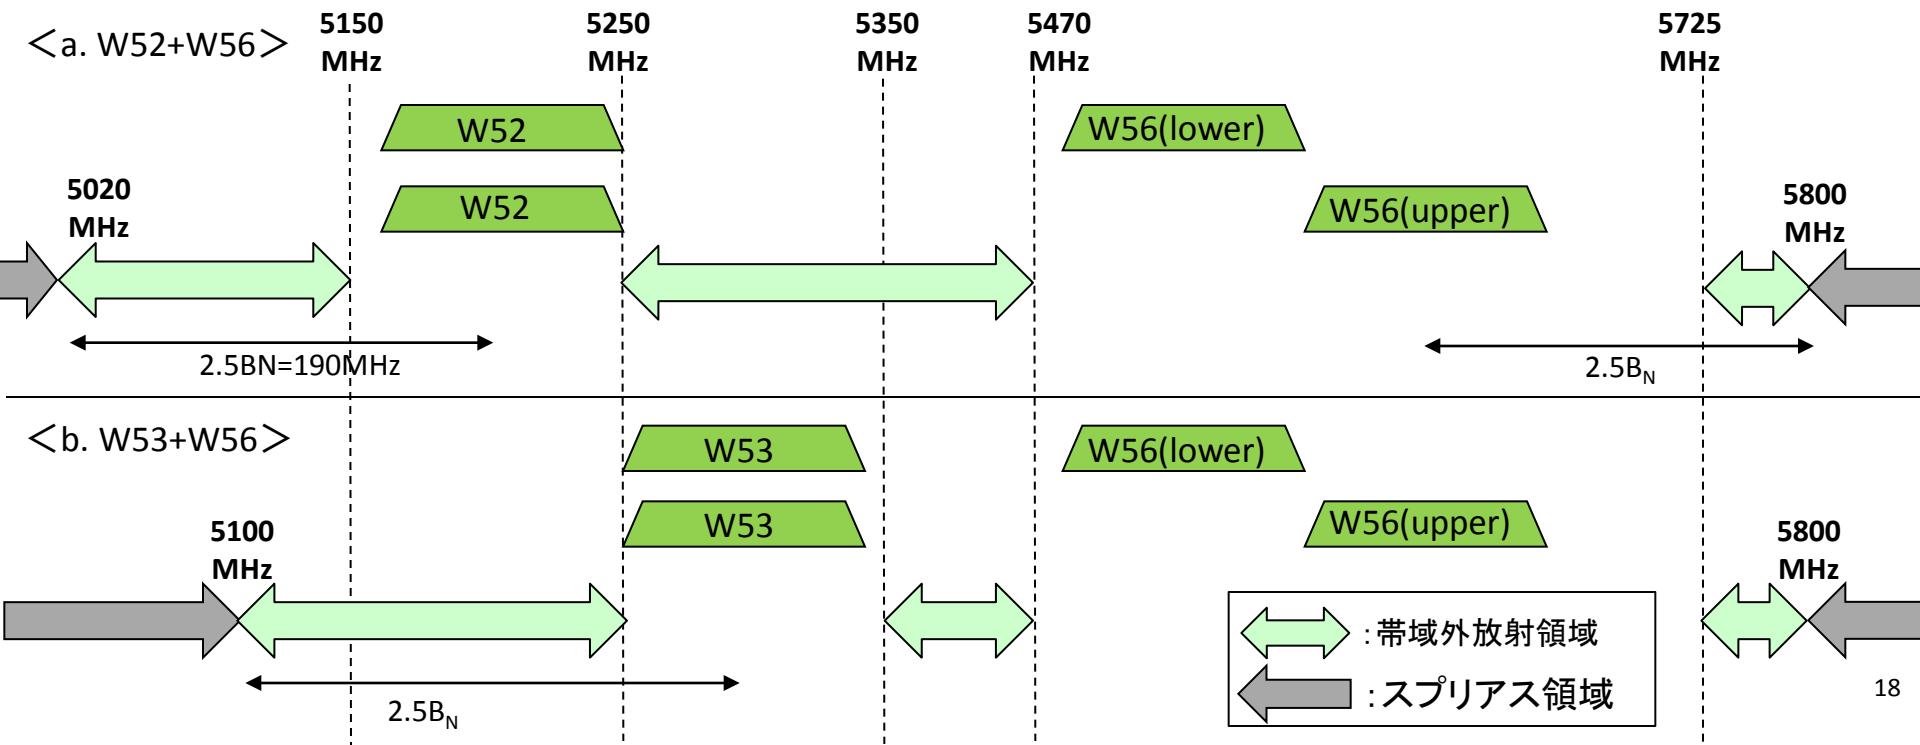 ＜a. W52+W56＞
5150
MHz
5250
MHz
5350
MHz
5470
MHz
5725
MHz
W52
W56(lower)
W52
W56(upper)
5020
MHz
5800
MHz
2.5BN=190MHz
2.5BN
＜b. W53+W56＞
W53
W56(lower)
W53
W56(upper)
5100
MHz
5800
MHz
2.5BN
：帯域外放射領域
：スプリアス領域
18